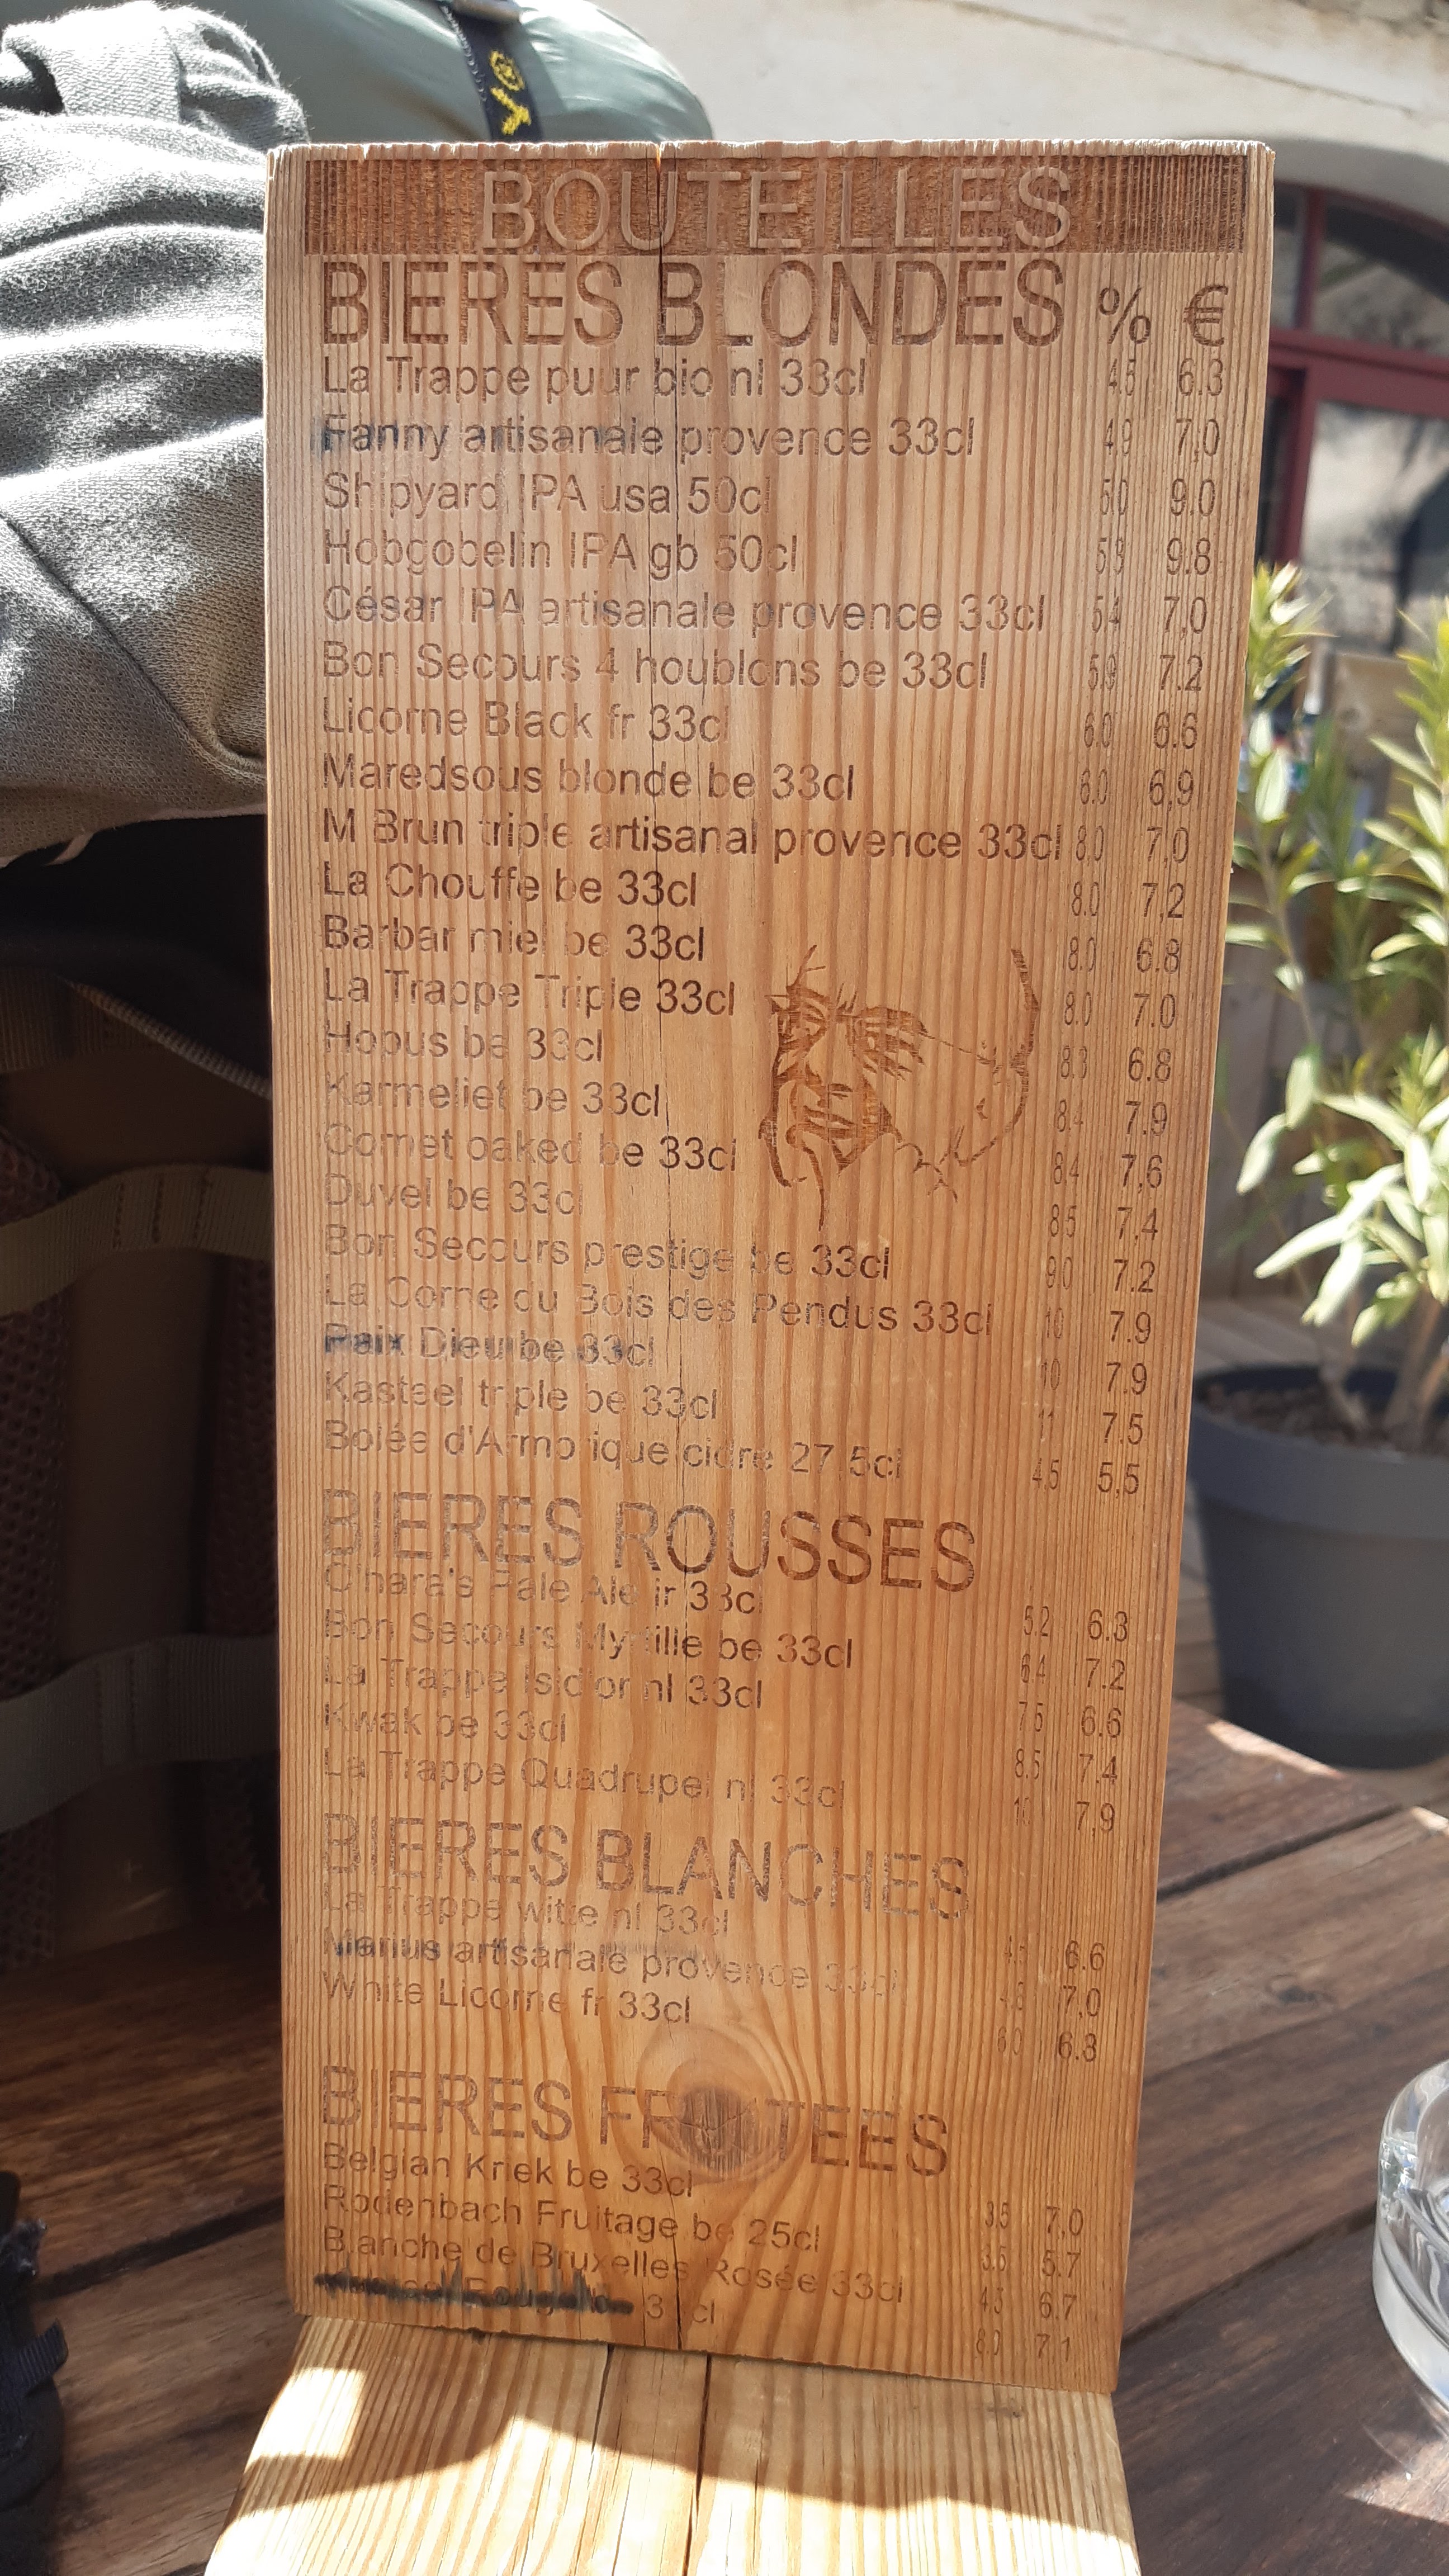 BOUTEILLES
BIERES BLONDES % €
La Trappe puur bio nl 33cl 4.5 6.3
Fanny artisanale provence 33cl 4.9 7,0
Shipyard IPA usa 50cl 5.0 9.0
Hobgobelin IPA gb 50cl 5.3 9.8
César IPA artisanale provence 33cl 5.4 7,0
Bon Secours 4 houblons be 33cl 5.9 7.2
Licorne Black fr 33cl 6.0 6.6
Maredsous blonde be 33cl 6.0 6,9
M Brun triple artisanal provence 33cl 8.0 7,0
La Chouffe be 33cl 8.0 7,2
Barbar miel be 33cl 8.0 6.8
La Trappe Triple 33cl 8.0 7.0
Hopus be 33cl 8.3 6.8
Karmeliet be 33cl 8.4 7.9
Cornet oaked be 33cl 8.4 7,6
Duvel be 33cl 8.5 7,4
Bon Secours prestige be 33cl 9.0 7.2
La Corne du Bois des Pendus 33cl 10 7.9
Paix Dieu be 33cl 10 7.9
Kasteel triple be 33cl 11 7.5
Bolée d'Armorique cidre 27,5cl 4.5 5,5
BIERES ROUSSES
O'hara's Pale Ale ir 33cl 5.2 6.3
Bon Secours Myrtille be 33cl 6.4 7.2
La Trappe Isid'or nl 33cl 7.5 6.6
Kwak be 33cl 8.5 7.4
La Trappe Quadrupel nl 33cl 10 7,9
BIERES BLANCHES
La Trappe witte nl 33cl 6.6
Marius artisanale provence 33cl 7,0
White Licorne fr 33cl 6.0 6.3
BIERES FRUITEES
Belgian Kriek be 33cl 3.5 7,0
Rodenbach Fruitage be 25cl 3.5 5.7
Blanche de Bruxelles Rosée 33cl 4.5 6.7
Rouge cl 8.0 7.1